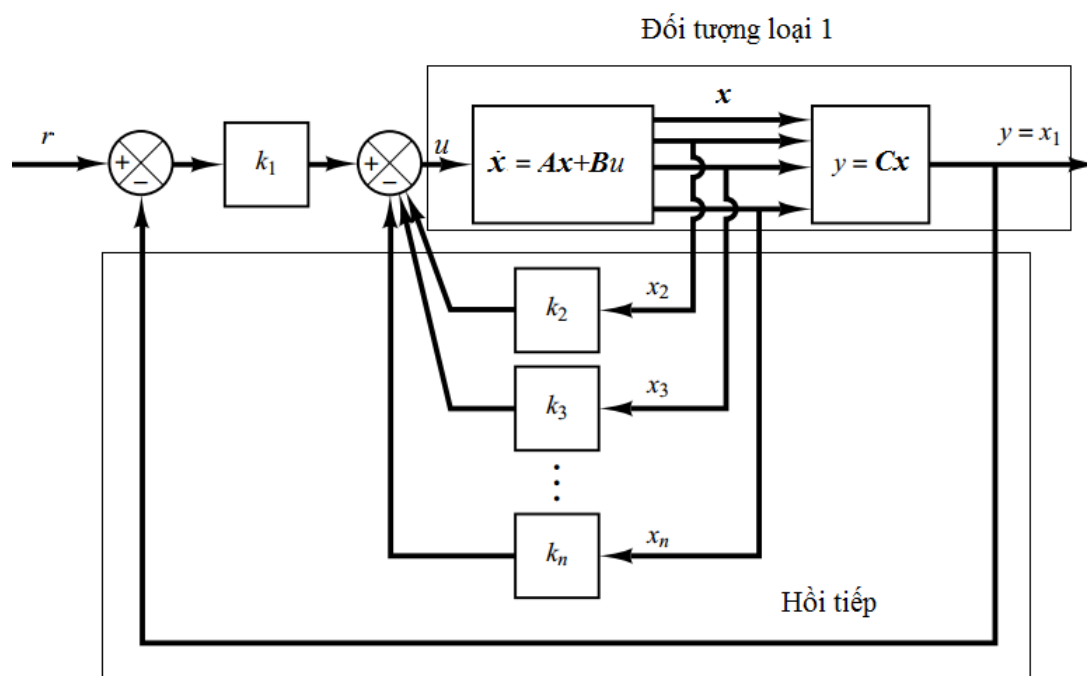 Đối tượng loại 1
r
+
−
k₁
+
−
u
ẋ = Ax+Bu
x
y = Cx
y = x₁
k₂
x₂
k₃
x₃
⋮
kₙ
xₙ
Hồi tiếp